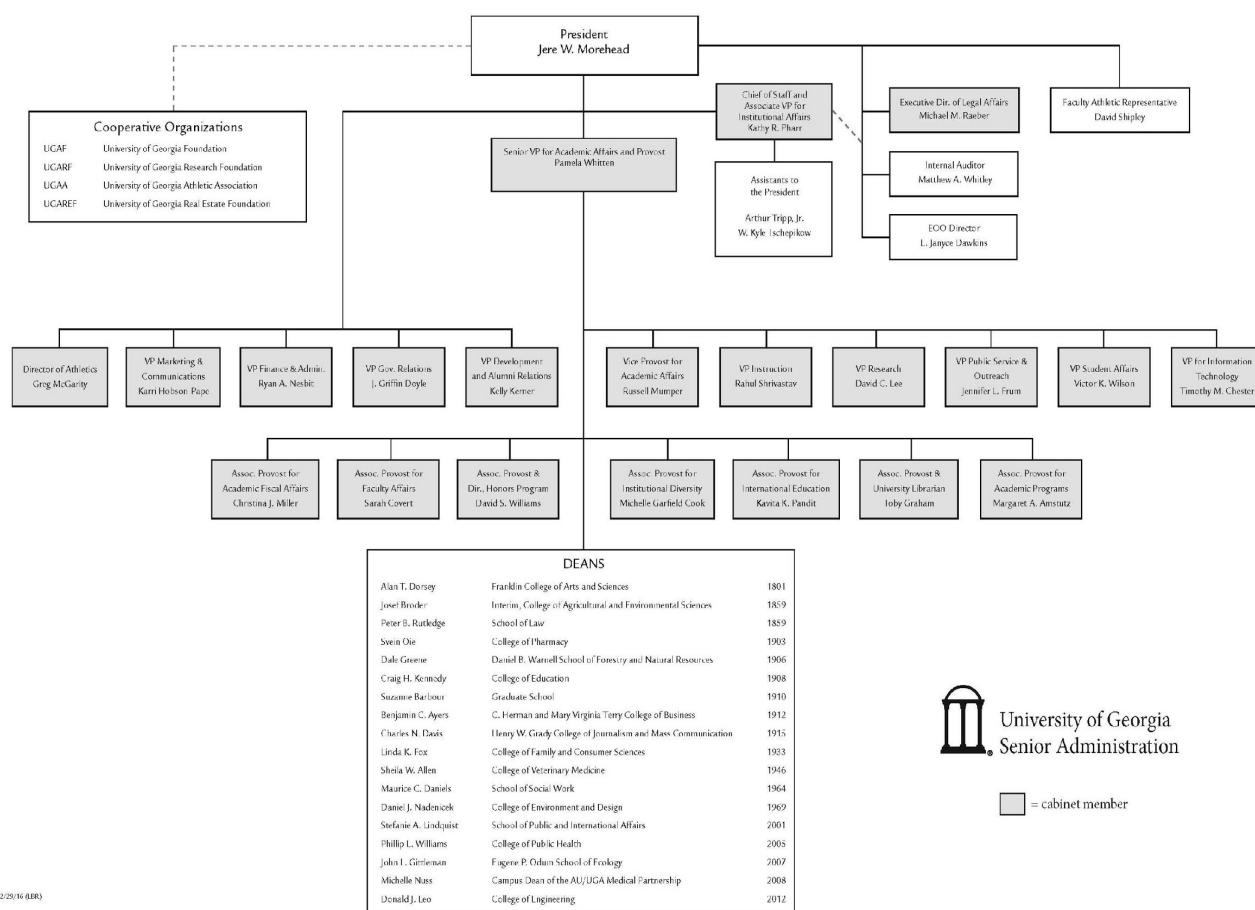 President
Jere W. Morehead
Cooperative Organizations
UGAF University of Georgia Foundation
UGARF University of Georgia Research Foundation
UGAA University of Georgia Athletic Association
UGAREF University of Georgia Real Estate Foundation
Senior VP for Academic Affairs and Provost
Pamela Whitten
Chief of Staff and
Associate VP for
Institutional Affairs
Kathy R. Pharr
Assistants to
the President
Arthur Tripp, Jr.
W. Kyle Tschepikow
Executive Dir. of Legal Affairs
Michael M. Raeber
Internal Auditor
Matthew A. Whitley
EOO Director
L. Janyce Dawkins
Faculty Athletic Representative
David Shipley
Director of Athletics
Greg McGarity
VP Marketing &
Communications
Karri Hobson-Pape
VP Finance & Admin.
Ryan A. Nesbit
VP Gov. Relations
J. Griffin Doyle
VP Development
and Alumni Relations
Kelly Kerner
Vice Provost for
Academic Affairs
Russell Mumper
VP Instruction
Rahul Shrivastav
VP Research
David C. Lee
VP Public Service &
Outreach
Jennifer L. Frum
VP Student Affairs
Victor K. Wilson
VP for Information
Technology
Timothy M. Chester
Assoc. Provost for
Academic Fiscal Affairs
Christina J. Miller
Assoc. Provost for
Faculty Affairs
Sarah Covert
Assoc. Provost &
Dir., Honors Program
David S. Williams
Assoc. Provost for
Institutional Diversity
Michelle Garfield Cook
Assoc. Provost for
International Education
Kavita K. Pandit
Assoc. Provost &
University Librarian
Toby Graham
Assoc. Provost for
Academic Programs
Margaret A. Amstutz
DEANS
Alan T. Dorsey Franklin College of Arts and Sciences 1801
Josef Broder Interim, College of Agricultural and Environmental Sciences 1859
Peter B. Rutledge School of Law 1859
Svein Oie College of Pharmacy 1903
Dale Greene Daniel B. Warnell School of Forestry and Natural Resources 1906
Craig H. Kennedy College of Education 1908
Suzanne Barbour Graduate School 1910
Benjamin C. Ayers C. Herman and Mary Virginia Terry College of Business 1912
Charles N. Davis Henry W. Grady College of Journalism and Mass Communication 1915
Linda K. Fox College of Family and Consumer Sciences 1933
Sheila W. Allen College of Veterinary Medicine 1946
Maurice C. Daniels School of Social Work 1964
Daniel J. Nadenicek College of Environment and Design 1969
Stefanie A. Lindquist School of Public and International Affairs 2001
Phillip L. Williams College of Public Health 2005
John L. Gittleman Eugene P. Odum School of Ecology 2007
Michelle Nuss Campus Dean of the AU/UGA Medical Partnership 2008
Donald J. Leo College of Engineering 2012
University of Georgia
Senior Administration
= cabinet member
2/29/16 (LBR)